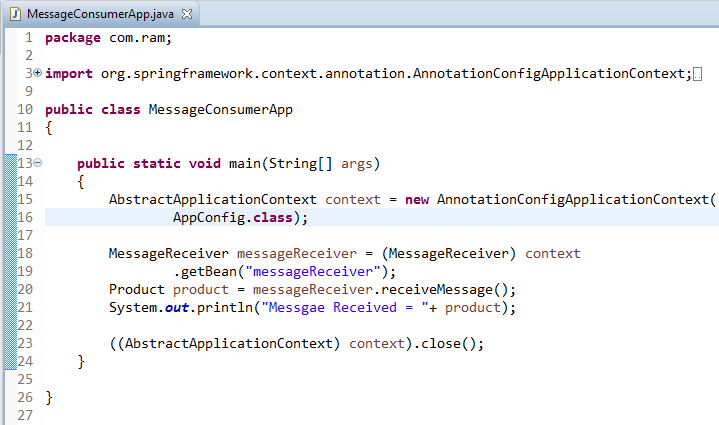 MessageConsumerApp.java
1 package com.ram;
2
3 import org.springframework.context.annotation.AnnotationConfigApplicationContext;
9
10 public class MessageConsumerApp
11 {
12
13     public static void main(String[] args)
14     {
15         AbstractApplicationContext context = new AnnotationConfigApplicationContext(
16                 AppConfig.class);
17
18         MessageReceiver messageReceiver = (MessageReceiver) context
19                 .getBean("messageReceiver");
20         Product product = messageReceiver.receiveMessage();
21         System.out.println("Messgae Received = "+ product);
22
23         ((AbstractApplicationContext) context).close();
24     }
25
26 }
27